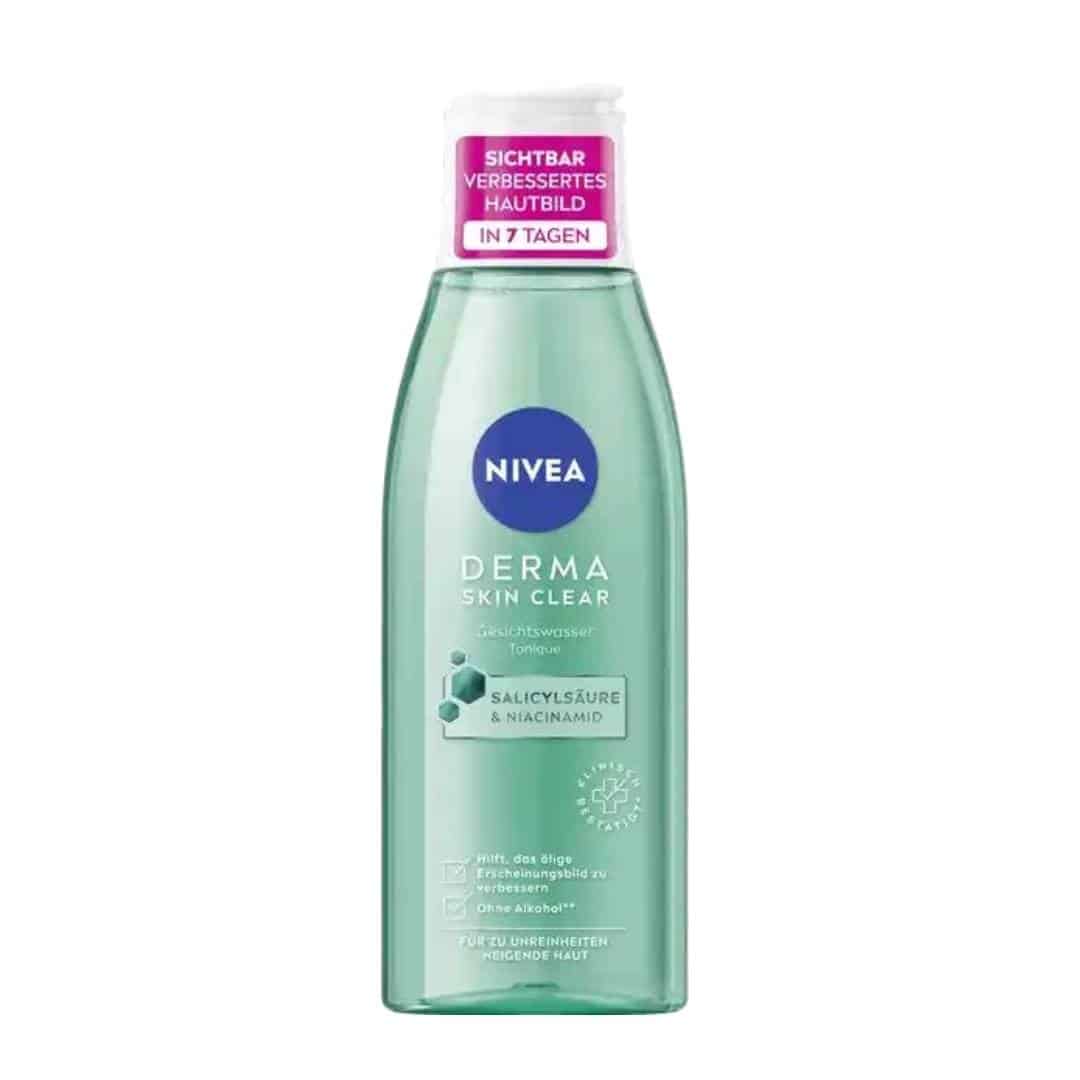 SICHTBAR
VERBESSERTES
HAUTBILD
IN 7 TAGEN
NIVEA
DERMA
SKIN CLEAR
Gesichtswasser
Tonique
SALICYLSÄURE
& NIACINAMID
KLINISCH BESTÄTIGT
Hilft, das ölige
Erscheinungsbild zu
verbessern
Ohne Alkohol**
FÜR ZU UNREINHEITEN
NEIGENDE HAUT